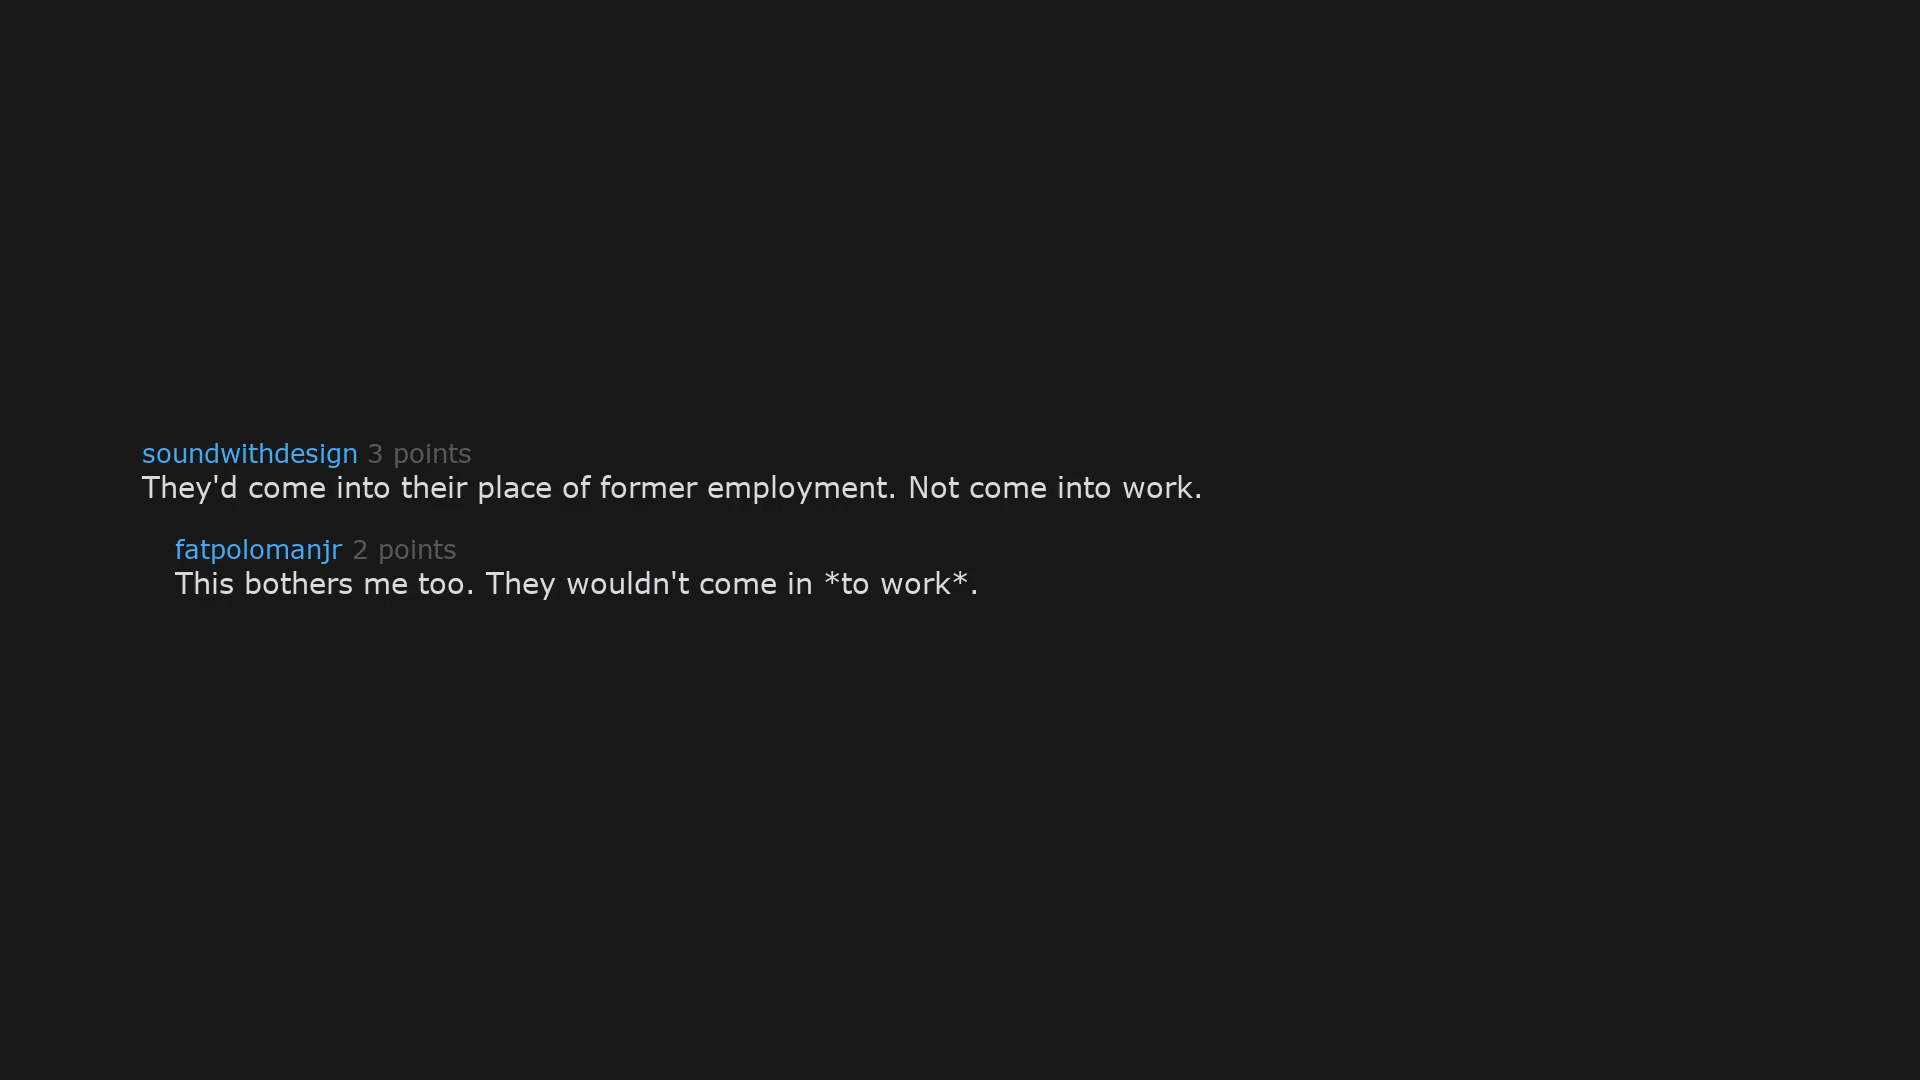 soundwithdesign 3 points
They'd come into their place of former employment. Not come into work.
fatpolomanjr 2 points
This bothers me too. They wouldn't come in *to work*.